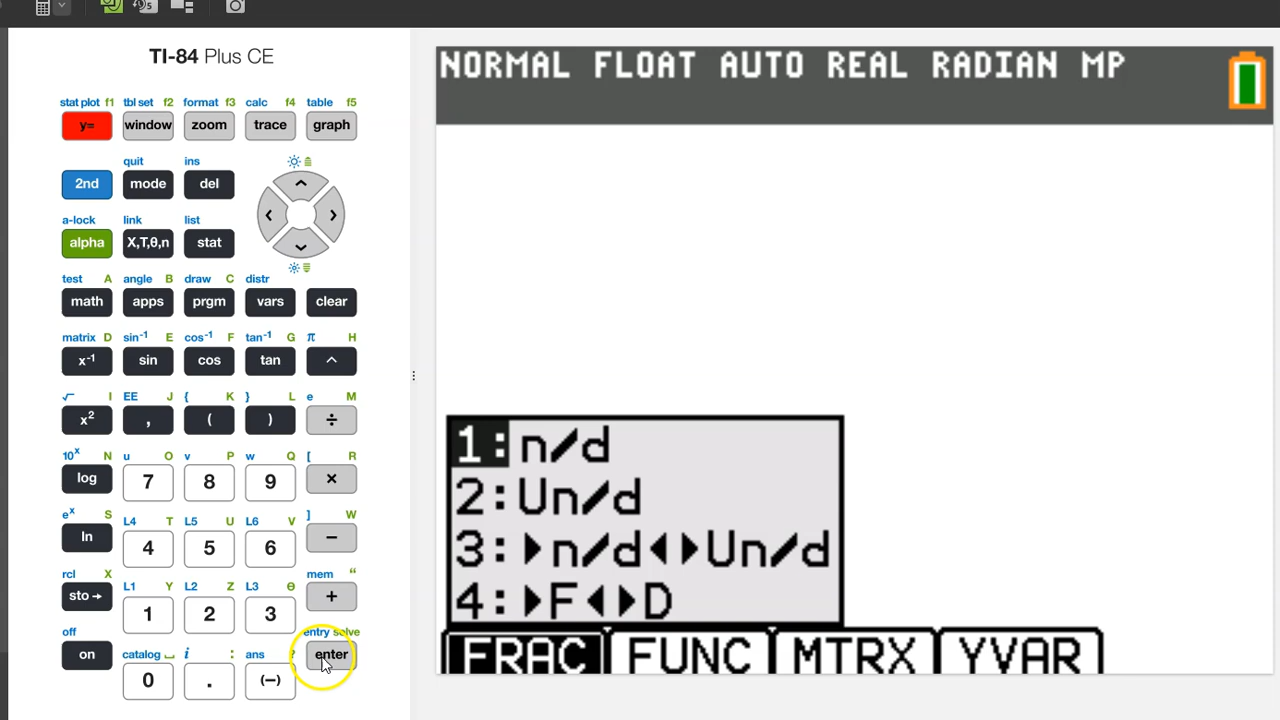 TI-84 Plus CE
stat plot f1 tbl set f2 format f3 calc f4 table f5
y= window zoom trace graph
quit ins
2nd mode del
a-lock link list
alpha X,T,θ,n stat
test A angle B draw C distr
math apps prgm vars clear
matrix D sin⁻¹ E cos⁻¹ F tan⁻¹ G π H
x⁻¹ sin cos tan ^
√ I EE J { K } L e M
x² , ( ) ÷
10ˣ N u O v P w Q [ R
log 7 8 9 ×
eˣ S L4 T L5 U L6 V ] W
ln 4 5 6 −
rcl X L1 Y L2 Z L3 θ mem “
sto→ 1 2 3 +
off catalog ⎵ i : ans ? entry solve
on 0 . (−) enter
NORMAL FLOAT AUTO REAL RADIAN MP
1:n/d
2:Un/d
3:►n/d◄►Un/d
4:►F◄►D
FRAC FUNC MTRX YVAR